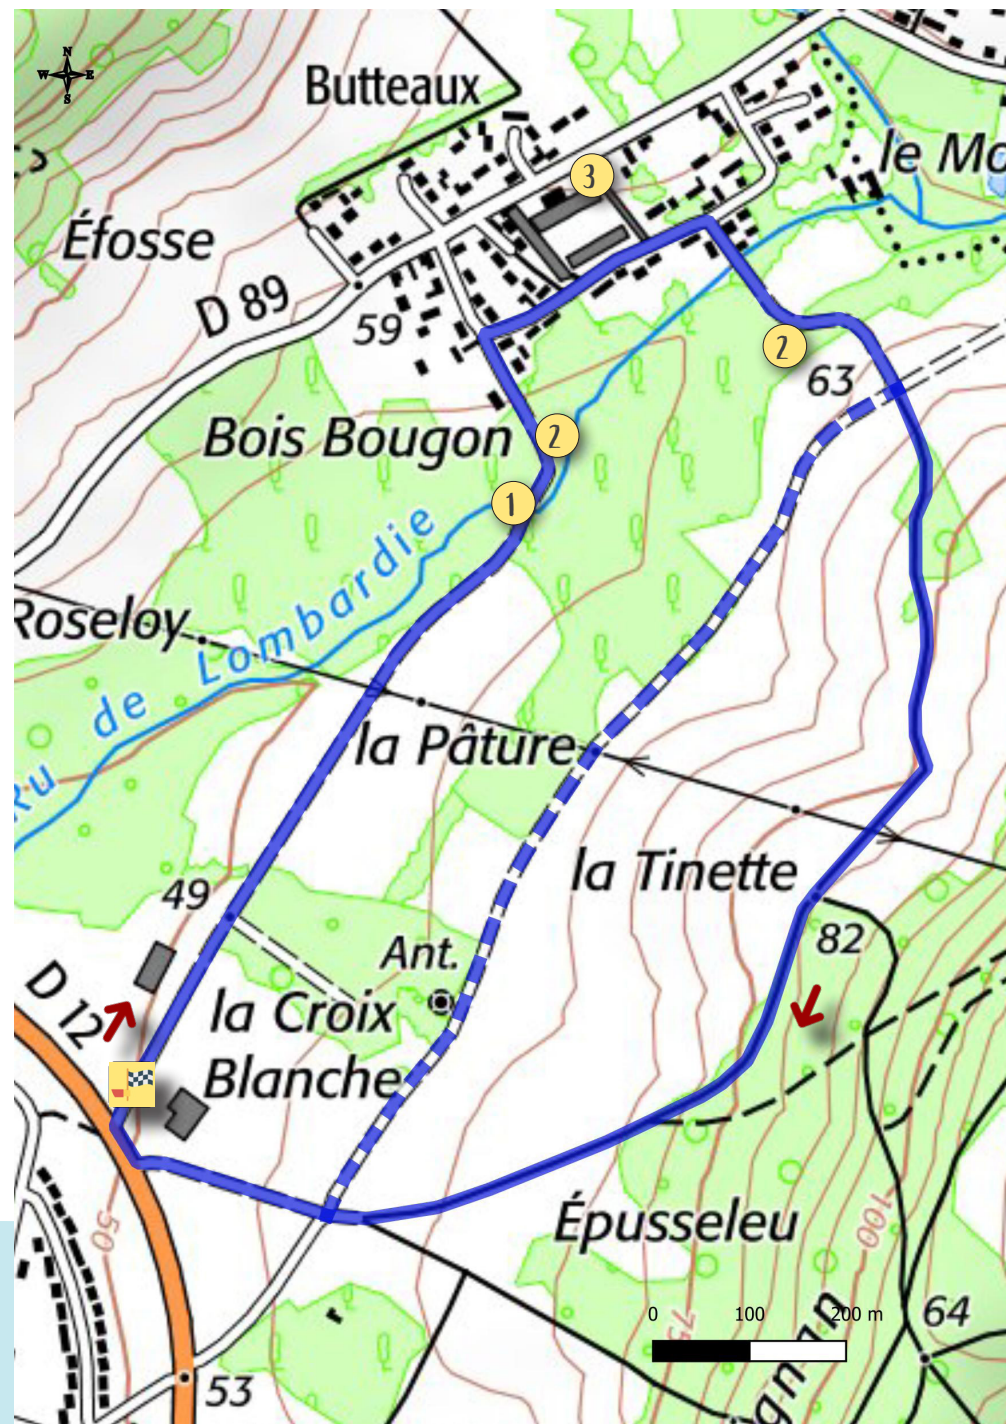 N
W E
S
Butteaux
le Mo
3
Éfosse
D 89
59
2
63
Bois Bougon
2
1
Roseloy
Ru de Lombardie
la Pâture
la Tinette
49
82
Ant.
D 12
la Croix
Blanche
50
Épusseleu
100
0 100 200 m
75
64
53